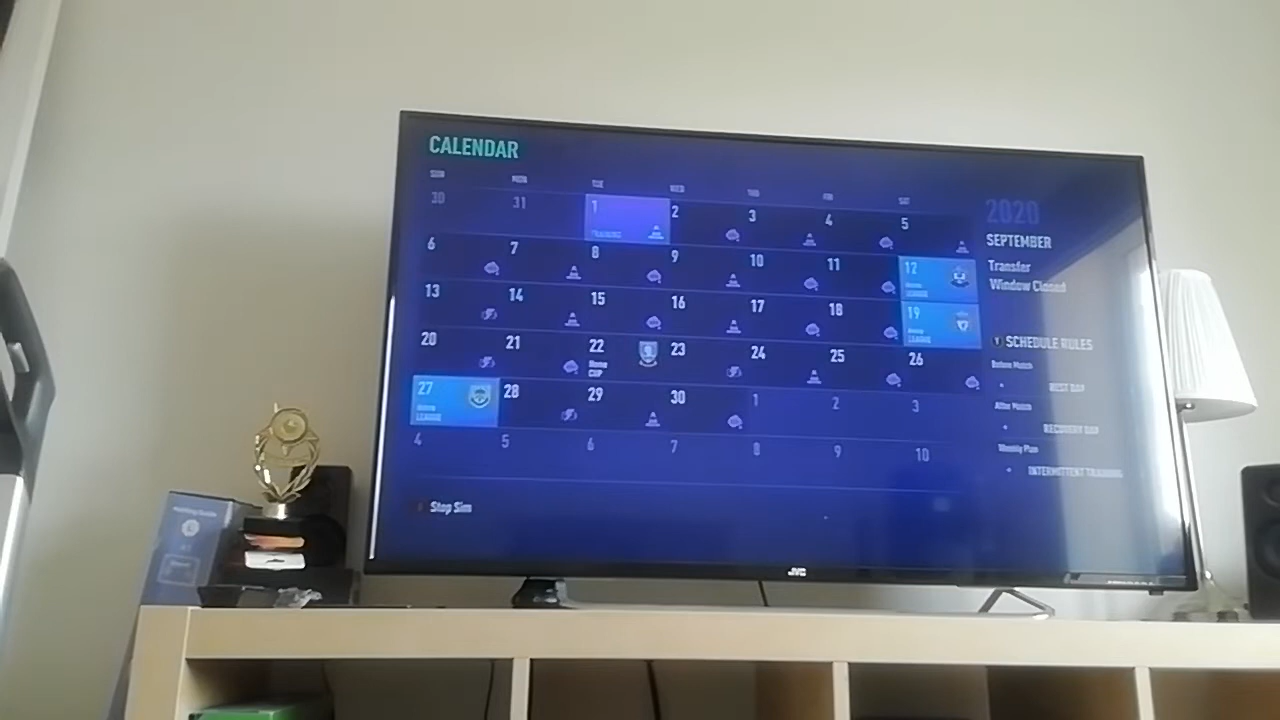 CALENDAR
SUN MON TUE WED THU FRI SAT
30 31 1 2 3 4 5
TRAINING
6 7 8 9 10 11 12
LEAGUE
13 14 15 16 17 18 19
LEAGUE
20 21 22 23 24 25 26
Home
CUP
27 28 29 30 1 2 3
LEAGUE
4 5 6 7 8 9 10
Stop Sim
2020
SEPTEMBER
Transfer
Window Closed
SCHEDULE RULES
Before Match
REST DAY
After Match
RECOVERY DAY
Weekly Plan
INTERMITTENT TRAINING